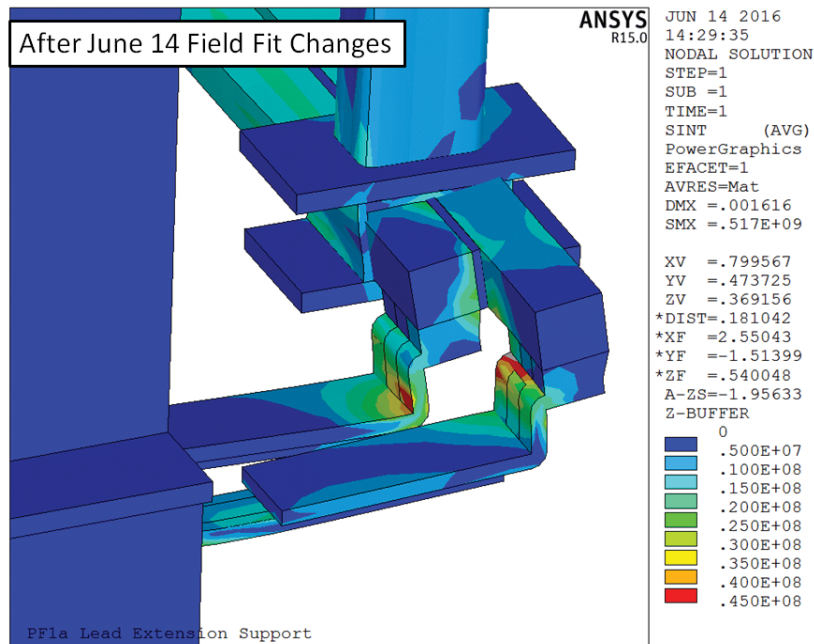 After June 14 Field Fit Changes
ANSYS
R15.0
JUN 14 2016
14:29:35
NODAL SOLUTION
STEP=1
SUB =1
TIME=1
SINT (AVG)
PowerGraphics
EFACET=1
AVRES=Mat
DMX =.001616
SMX =.517E+09
XV =.799567
YV =.473725
ZV =.369156
*DIST=.181042
*XF =2.55043
*YF =-1.51399
*ZF =.540048
A-ZS=-1.95633
Z-BUFFER
0
.500E+07
.100E+08
.150E+08
.200E+08
.250E+08
.300E+08
.350E+08
.400E+08
.450E+08
PF1a Lead Extension Support